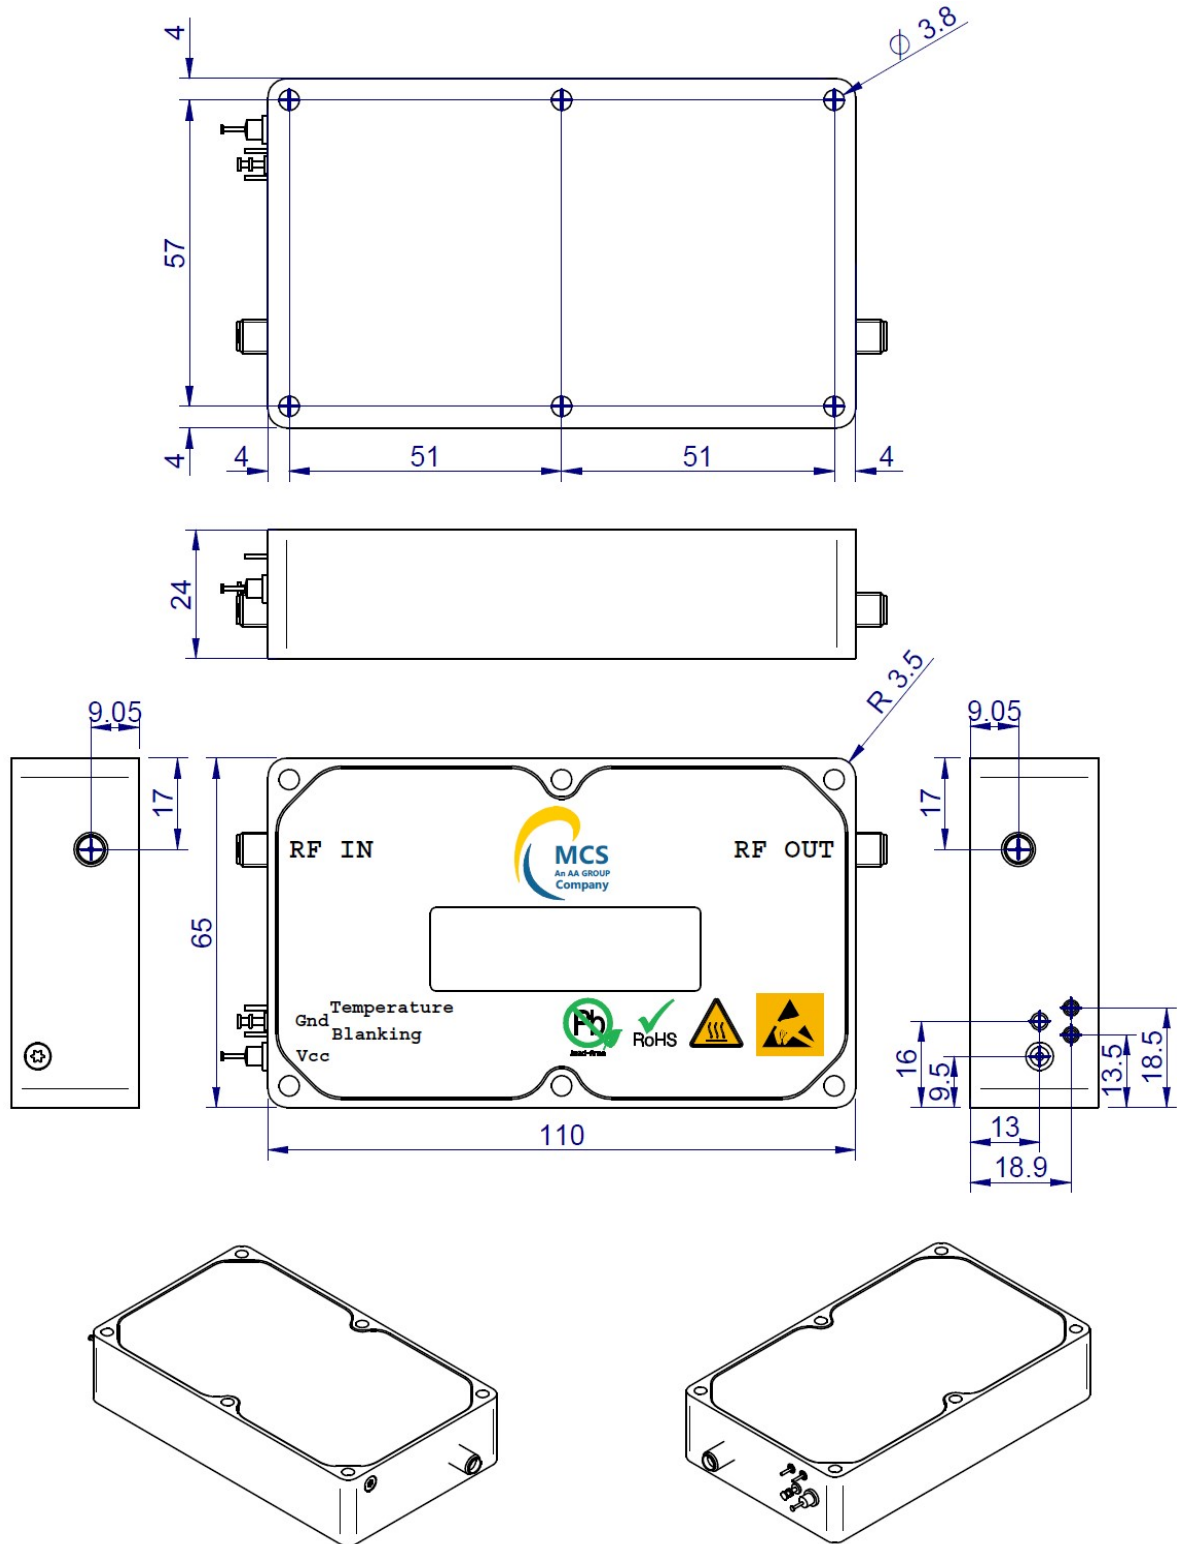 4
⌀ 3.8
57
4
4
51
51
4
24
R 3.5
9.05
9.05
17
17
RF IN
RF OUT
MCS
An AA GROUP
Company
65
Temperature
Gnd
Blanking
Vcc
Pb
RoHS
16
9.5
13.5
18.5
110
13
18.9